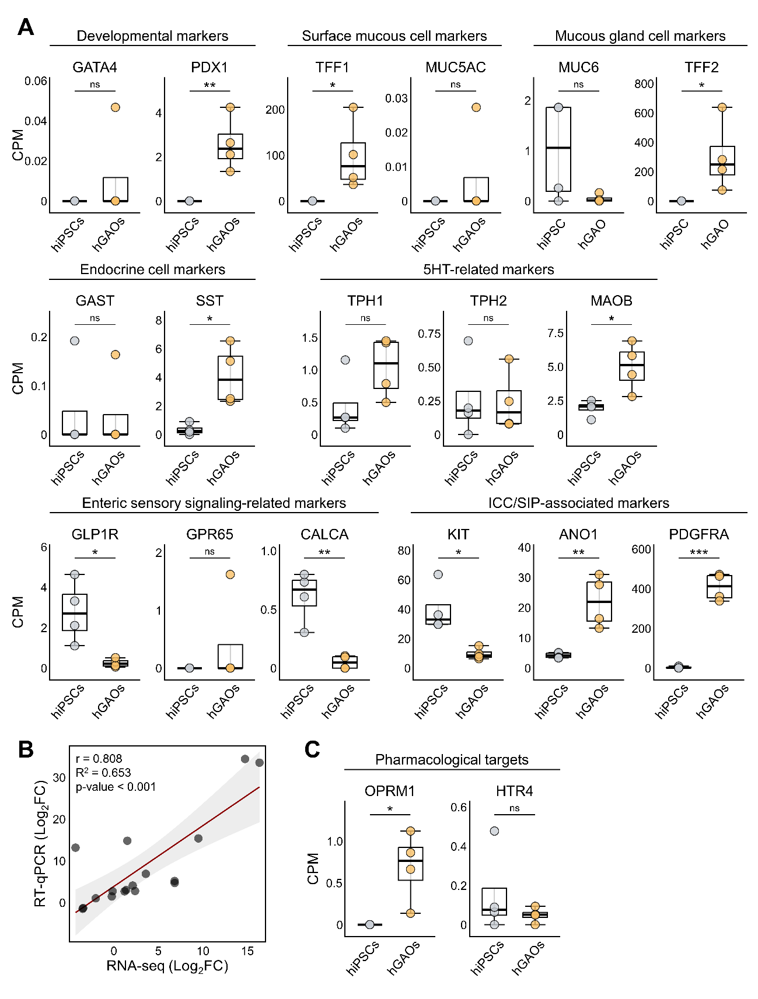 A
Developmental markers
Surface mucous cell markers
Mucous gland cell markers
GATA4
PDX1
TFF1
MUC5AC
MUC6
TFF2
CPM
0.06
0.04
0.02
0
ns
hiPSCs
hGAOs
4
2
0
**
hiPSCs
hGAOs
200
100
0
*
hiPSCs
hGAOs
0.03
0.02
0.01
0
ns
hiPSCs
hGAOs
2
1
0
ns
hiPSC
hGAO
800
600
400
200
0
*
hiPSC
hGAO
Endocrine cell markers
5HT-related markers
GAST
SST
TPH1
TPH2
MAOB
CPM
0.2
0.1
0
ns
hiPSCs
hGAOs
8
6
4
2
0
*
hiPSCs
hGAOs
1.5
1.0
0.5
0
ns
hiPSCs
hGAOs
0.75
0.50
0.25
0
ns
hiPSCs
hGAOs
7.5
5.0
2.5
0
*
hiPSCs
hGAOs
Enteric sensory signaling-related markers
ICC/SIP-associated markers
GLP1R
GPR65
CALCA
KIT
ANO1
PDGFRA
CPM
6
4
2
0
*
hiPSCs
hGAOs
2
1
0
ns
hiPSCs
hGAOs
1.0
0.5
0
**
hiPSCs
hGAOs
80
60
40
20
0
*
hiPSCs
hGAOs
40
30
20
10
0
**
hiPSCs
hGAOs
600
400
200
0
***
hiPSCs
hGAOs
B
r = 0.808
R² = 0.653
p-value < 0.001
RT-qPCR (Log₂FC)
30
20
10
0
0 5 10 15
RNA-seq (Log₂FC)
C
Pharmacological targets
OPRM1
HTR4
CPM
1.0
0.5
0
*
hiPSCs
hGAOs
0.6
0.4
0.2
0
ns
hiPSCs
hGAOs